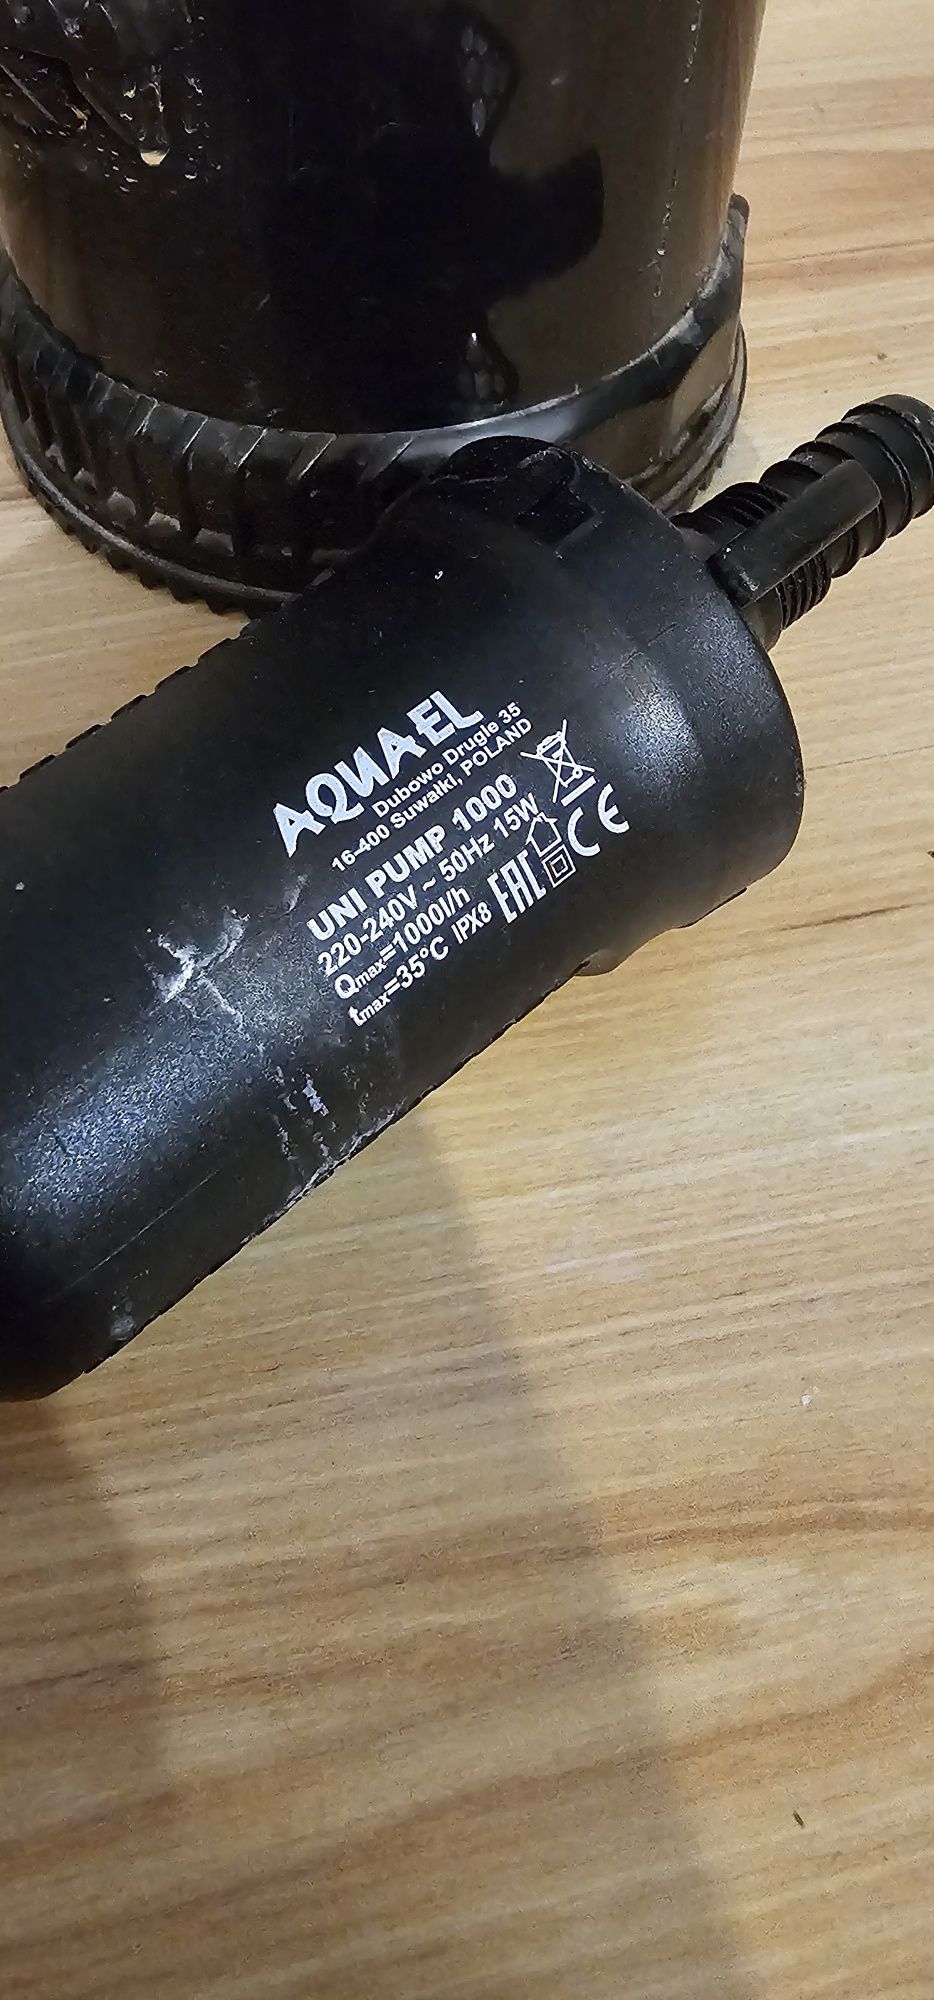 AQUAEL
Dubowo Drugie 35
16-400 Suwałki, POLAND
UNI PUMP 1000
220-240V ~ 50Hz 15W
Qmax=1000l/h
tmax=35°C IPX8
EAC CE